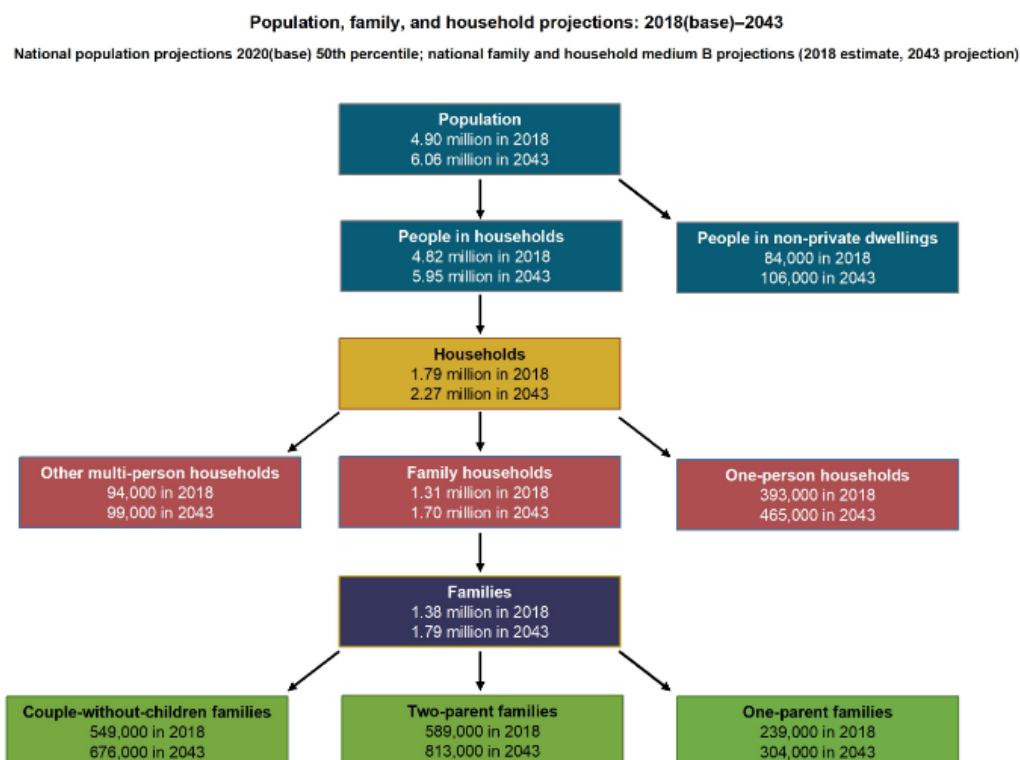 Population, family, and household projections: 2018(base)–2043
National population projections 2020(base) 50th percentile; national family and household medium B projections (2018 estimate, 2043 projection)
Population
4.90 million in 2018
6.06 million in 2043
People in households
4.82 million in 2018
5.95 million in 2043
People in non-private dwellings
84,000 in 2018
106,000 in 2043
Households
1.79 million in 2018
2.27 million in 2043
Other multi-person households
94,000 in 2018
99,000 in 2043
Family households
1.31 million in 2018
1.70 million in 2043
One-person households
393,000 in 2018
465,000 in 2043
Families
1.38 million in 2018
1.79 million in 2043
Couple-without-children families
549,000 in 2018
676,000 in 2043
Two-parent families
589,000 in 2018
813,000 in 2043
One-parent families
239,000 in 2018
304,000 in 2043